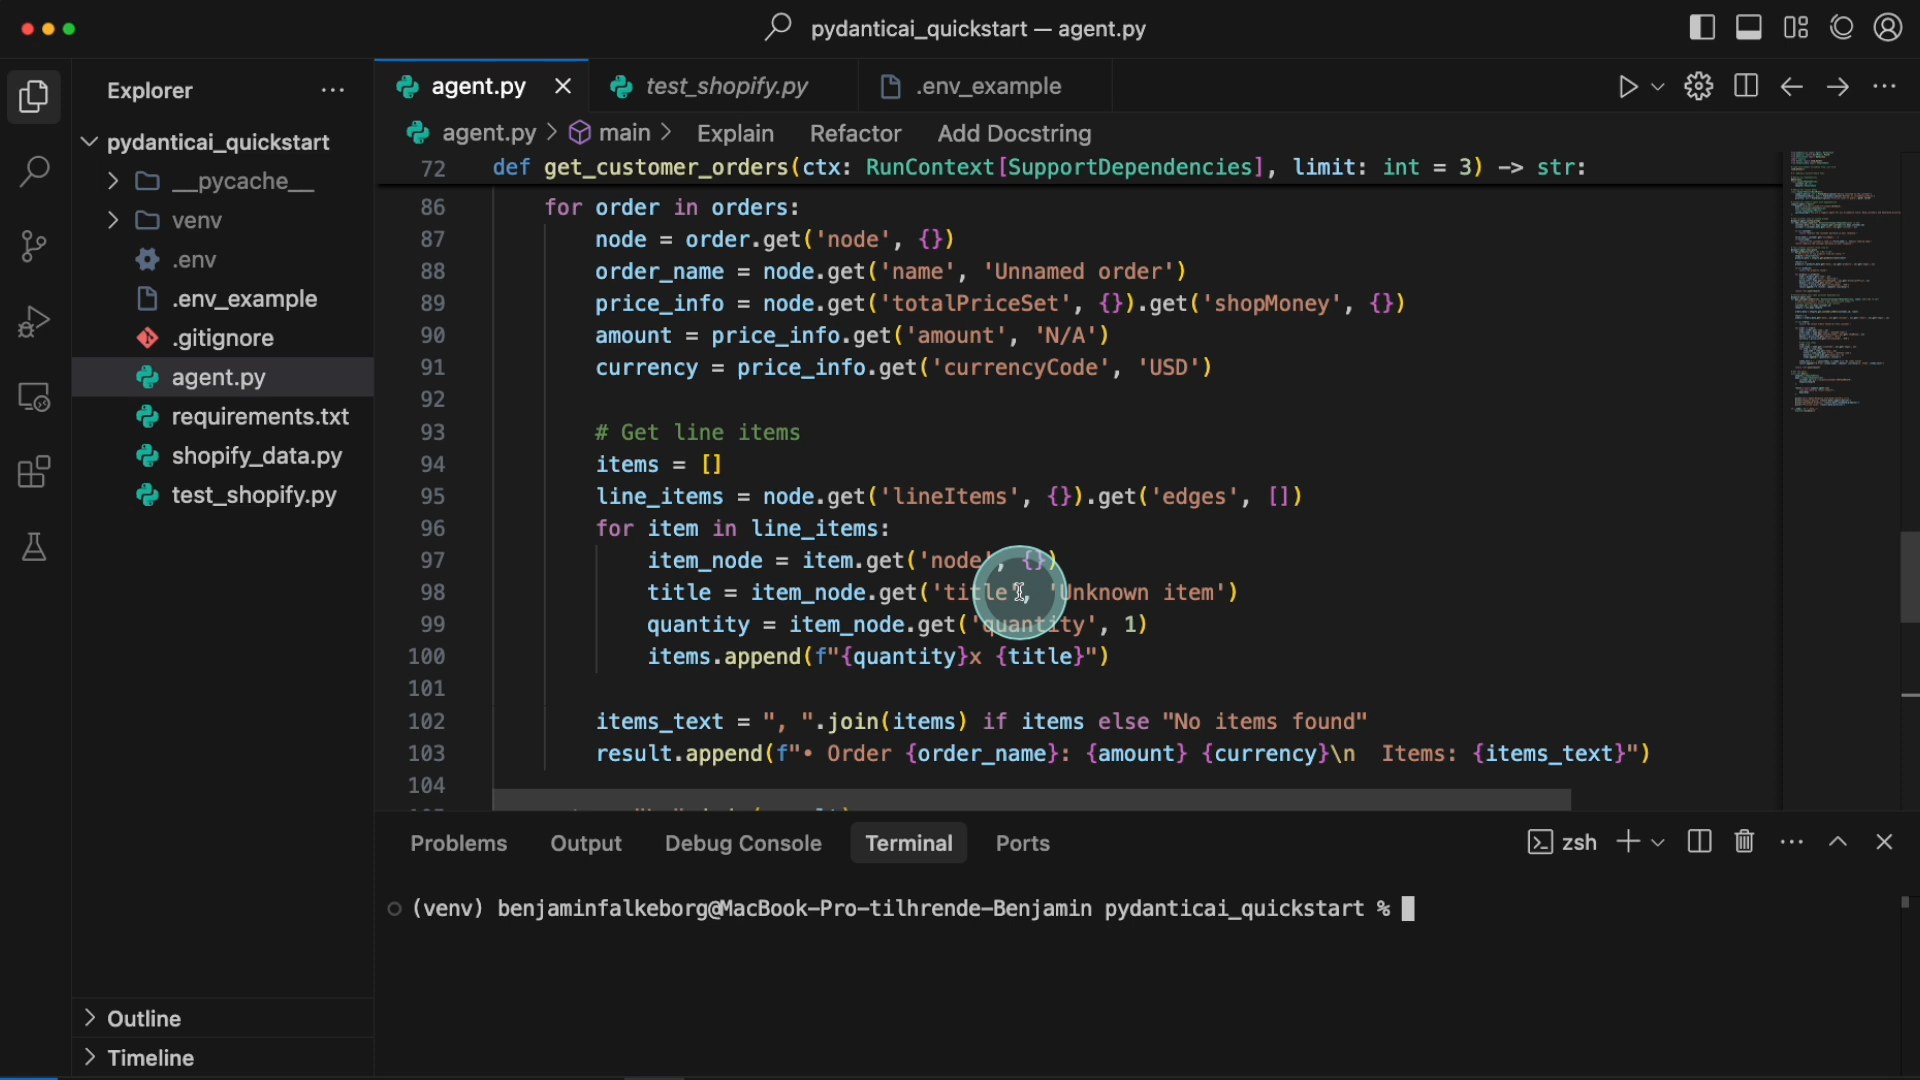 pydanticai_quickstart — agent.py
Explorer
pydanticai_quickstart
__pycache__
venv
.env
.env_example
.gitignore
agent.py
requirements.txt
shopify_data.py
test_shopify.py
Outline
Timeline
agent.py
test_shopify.py
.env_example
agent.py > main > Explain Refactor Add Docstring
72 def get_customer_orders(ctx: RunContext[SupportDependencies], limit: int = 3) -> str:
86 for order in orders:
87 node = order.get('node', {})
88 order_name = node.get('name', 'Unnamed order')
89 price_info = node.get('totalPriceSet', {}).get('shopMoney', {})
90 amount = price_info.get('amount', 'N/A')
91 currency = price_info.get('currencyCode', 'USD')
92
93 # Get line items
94 items = []
95 line_items = node.get('lineItems', {}).get('edges', [])
96 for item in line_items:
97 item_node = item.get('node', {})
98 title = item_node.get('title', 'Unknown item')
99 quantity = item_node.get('quantity', 1)
100 items.append(f"{quantity}x {title}")
101
102 items_text = ", ".join(items) if items else "No items found"
103 result.append(f"• Order {order_name}: {amount} {currency}\n  Items: {items_text}")
104
Problems Output Debug Console Terminal Ports
zsh
(venv) benjaminfalkeborg@MacBook-Pro-tilhrende-Benjamin pydanticai_quickstart %